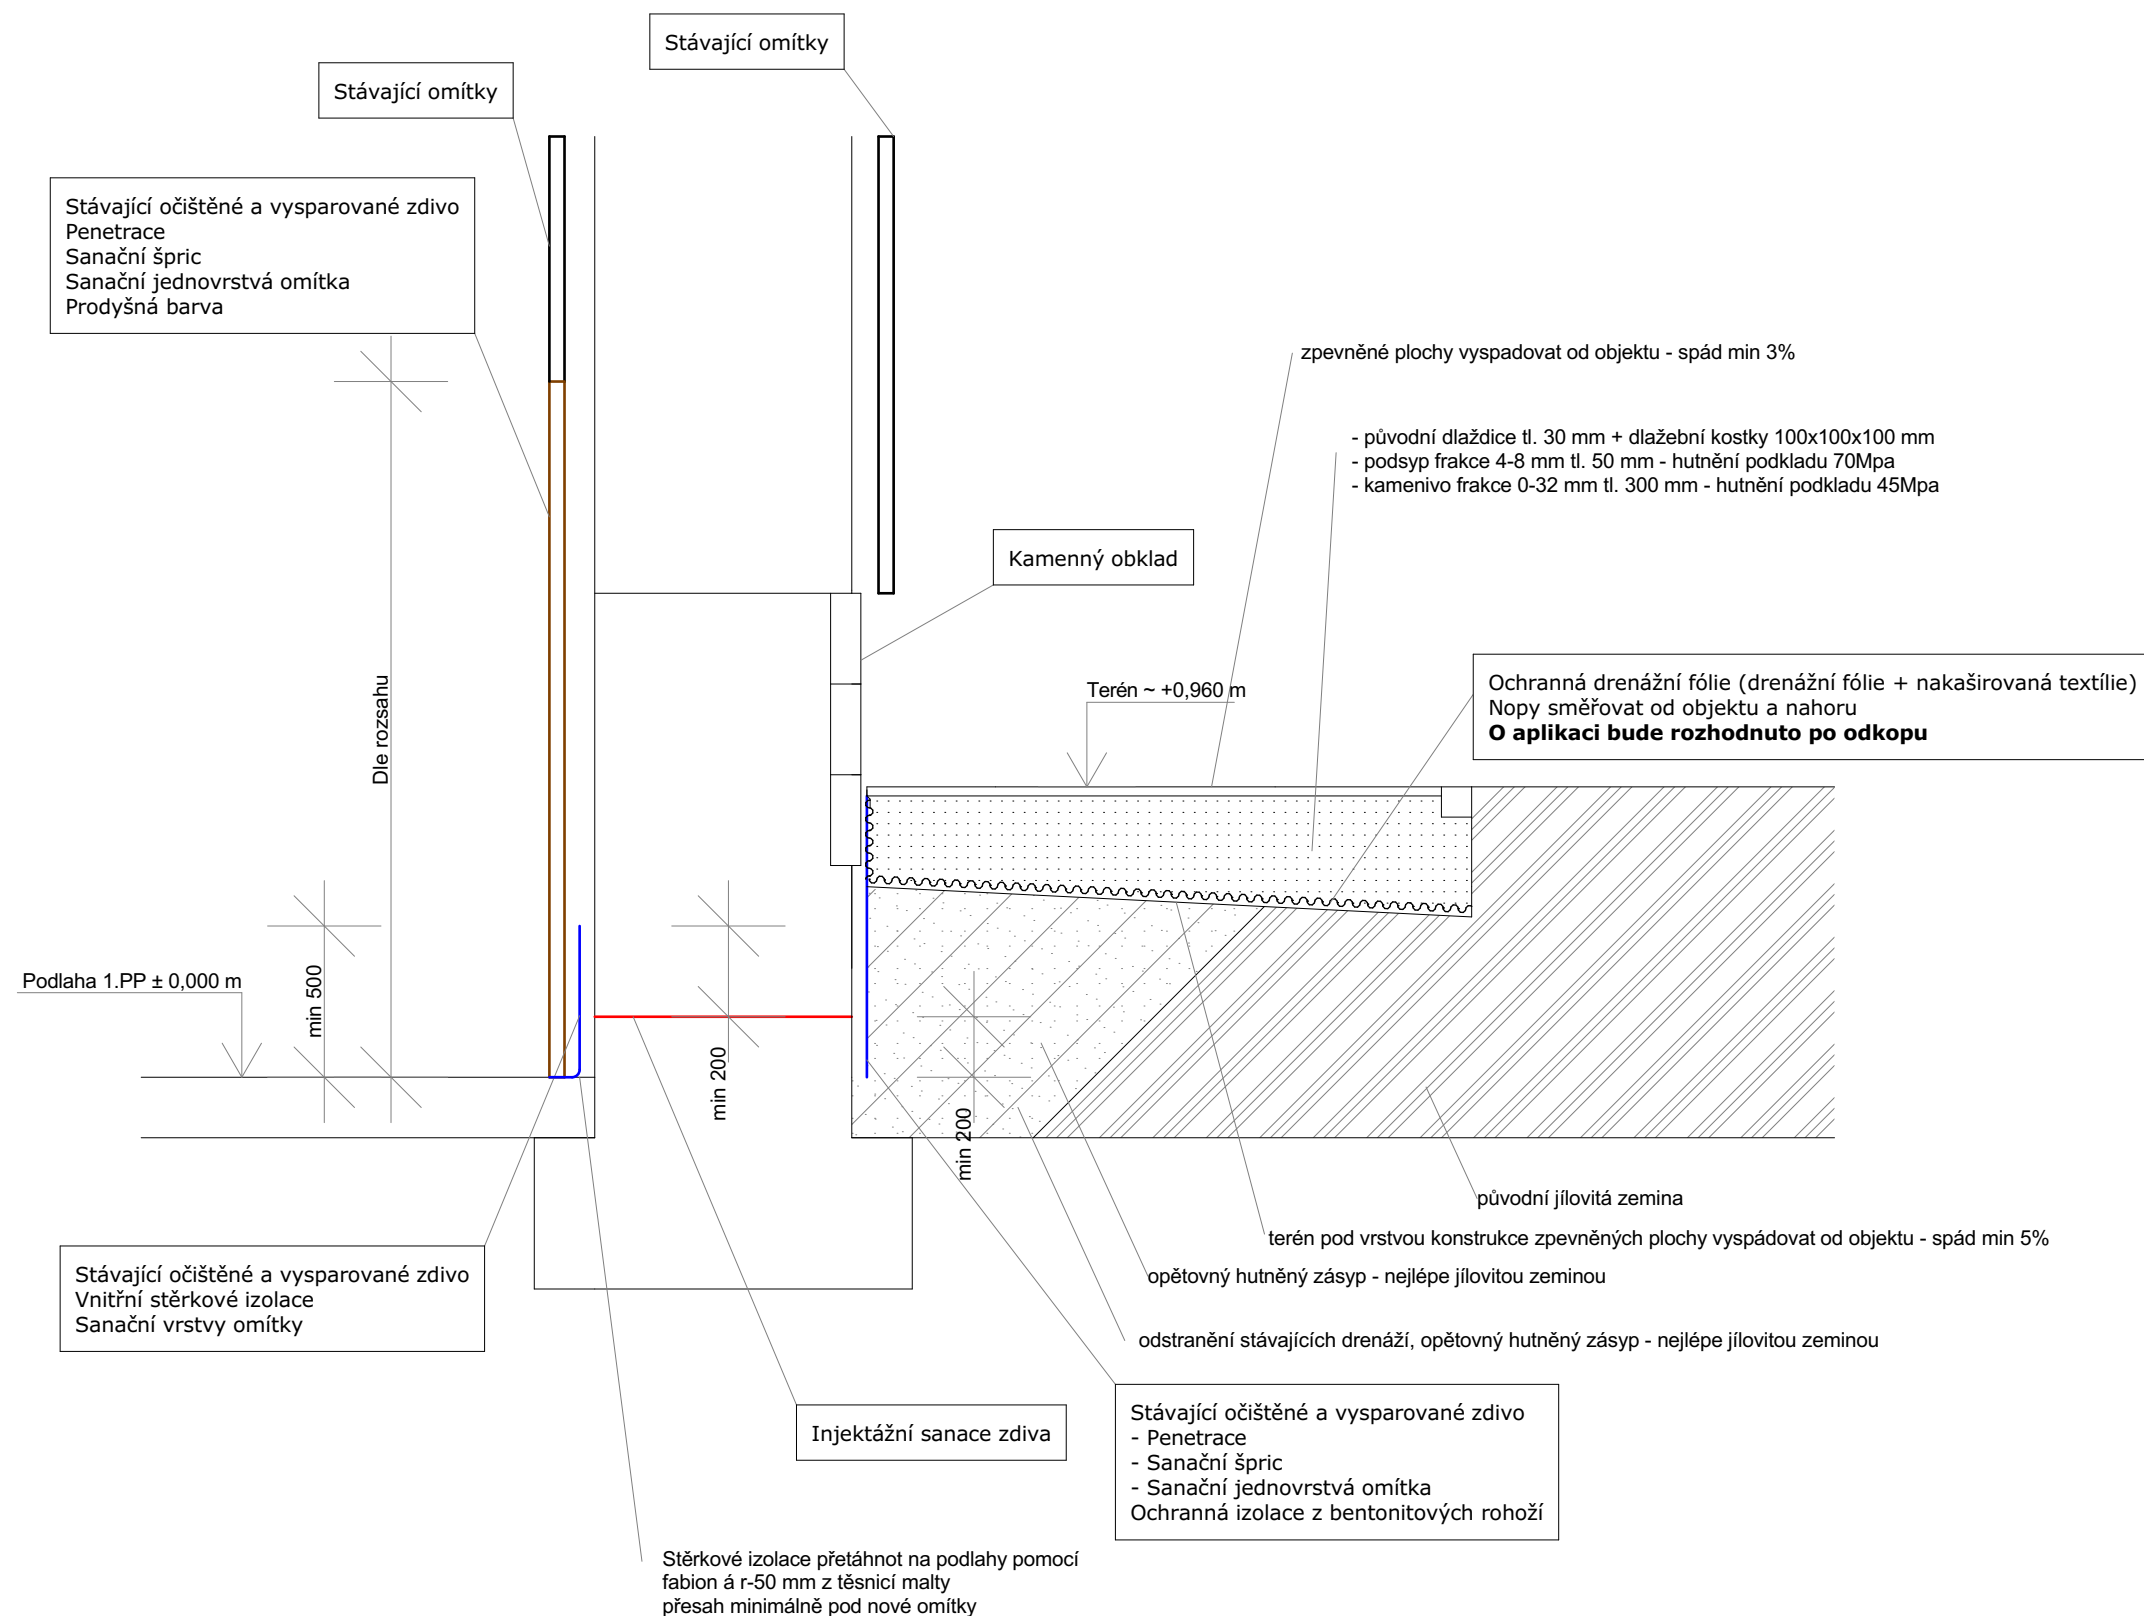 Stávající omítky
Stávající omítky
Stávající očištěné a vysparované zdivo
Penetrace
Sanační špric
Sanační jednovrstvá omítka
Prodyšná barva
zpevněné plochy vyspadovat od objektu - spád min 3%
- původní dlaždice tl. 30 mm + dlažební kostky 100x100x100 mm
- podsyp frakce 4-8 mm tl. 50 mm - hutnění podkladu 70Mpa
- kamenivo frakce 0-32 mm tl. 300 mm - hutnění podkladu 45Mpa
Kamenný obklad
Ochranná drenážní fólie (drenážní fólie + nakaširovaná textílie)
Nopy směřovat od objektu a nahoru
O aplikaci bude rozhodnuto po odkopu
Terén ~ +0,960 m
Dle rozsahu
Podlaha 1.PP ± 0,000 m
min 500
min 200
min 200
původní jílovitá zemina
terén pod vrstvou konstrukce zpevněných plochy vyspádovat od objektu - spád min 5%
opětovný hutněný zásyp - nejlépe jílovitou zeminou
odstranění stávajících drenáží, opětovný hutněný zásyp - nejlépe jílovitou zeminou
Stávající očištěné a vysparované zdivo
Vnitřní stěrkové izolace
Sanační vrstvy omítky
Injektážní sanace zdiva
Stávající očištěné a vysparované zdivo
- Penetrace
- Sanační špric
- Sanační jednovrstvá omítka
Ochranná izolace z bentonitových rohoží
Stěrkové izolace přetáhnot na podlahy pomocí
fabion á r-50 mm z těsnicí malty
přesah minimálně pod nové omítky